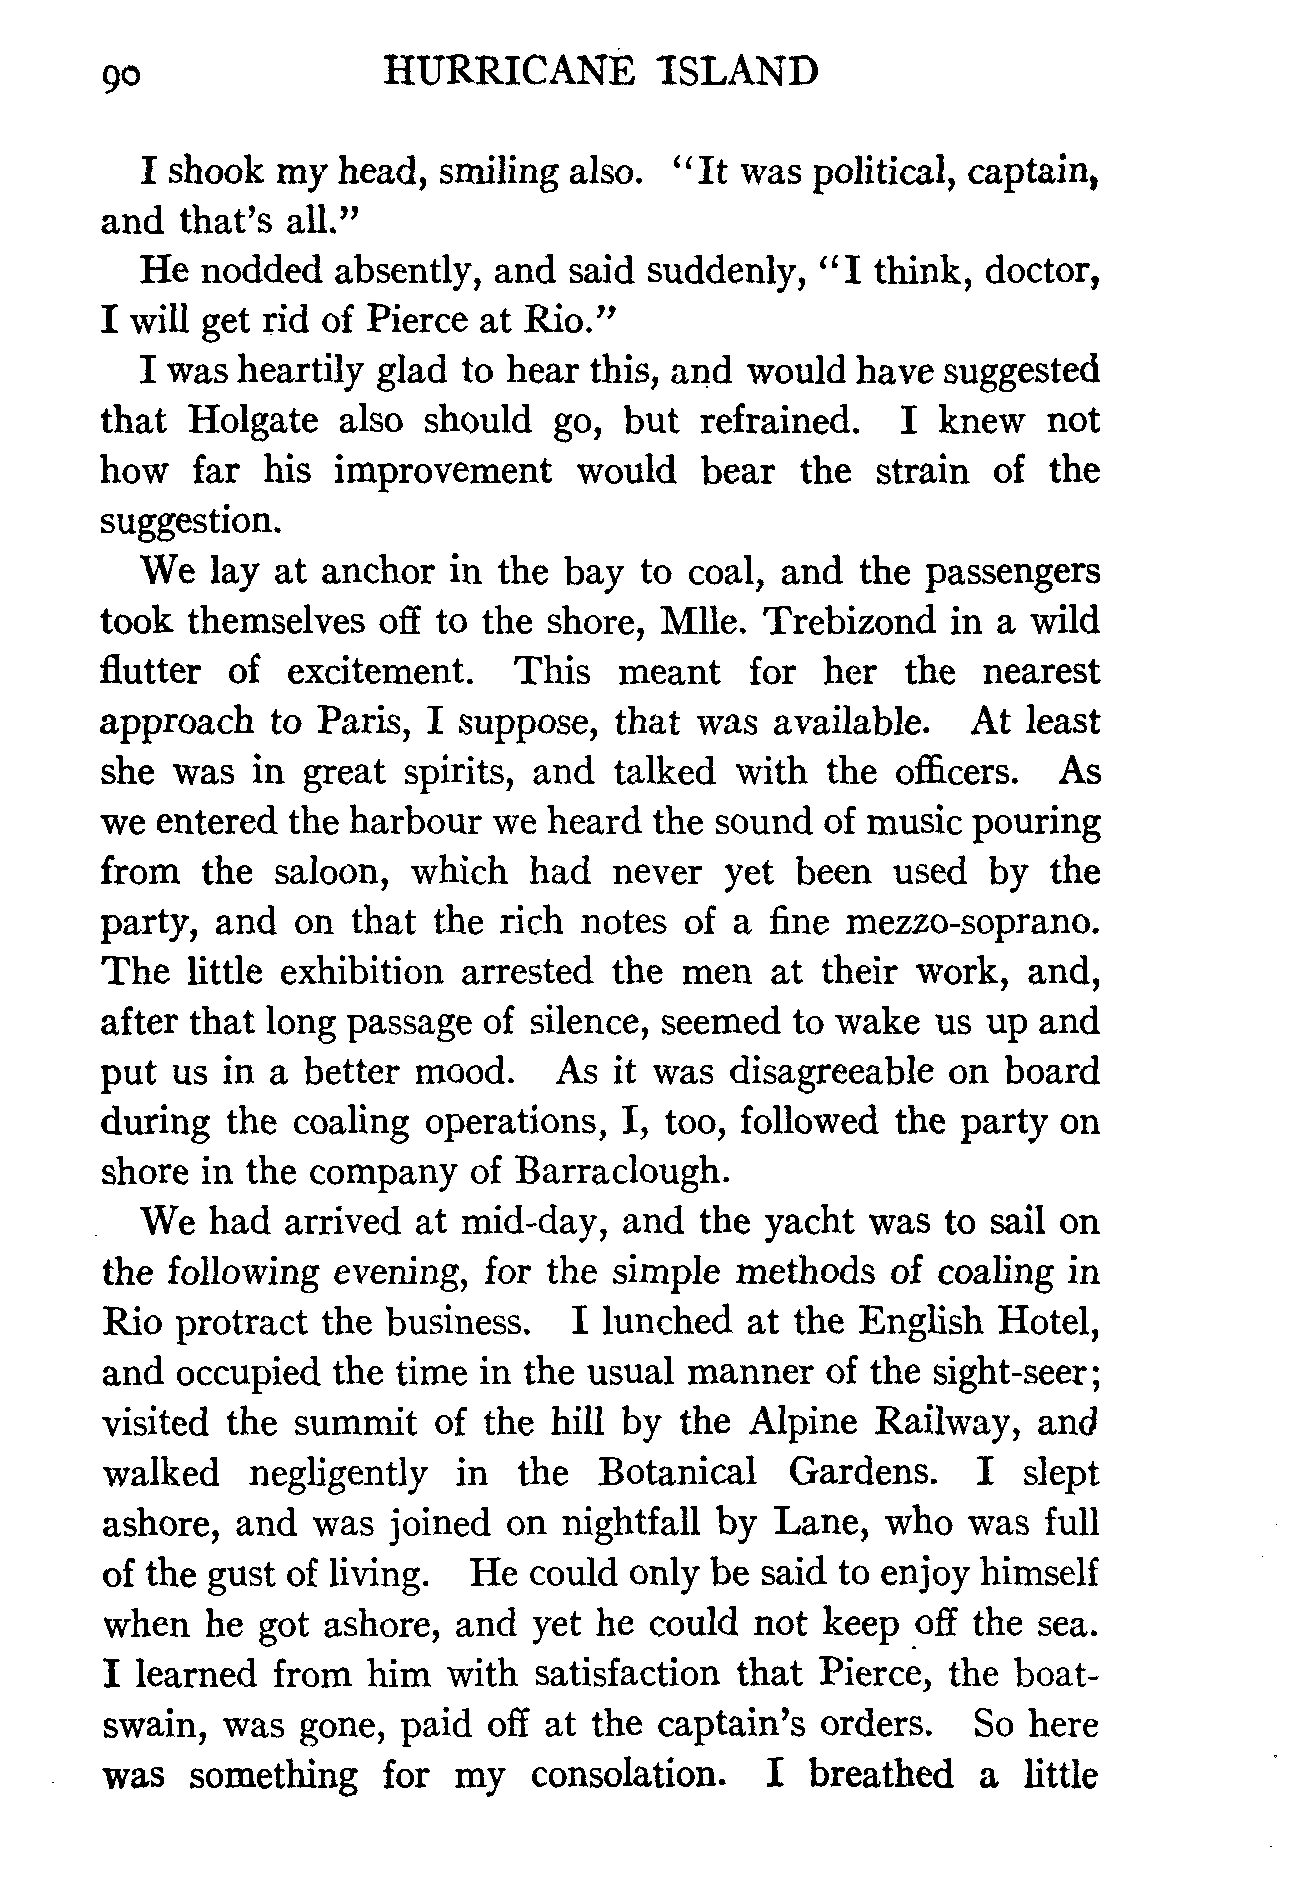 90 HURRICANE ISLAND
I shook my head, smiling also. "It was political, captain,
and that's all."
He nodded absently, and said suddenly, "I think, doctor,
I will get rid of Pierce at Rio."
I was heartily glad to hear this, and would have suggested
that Holgate also should go, but refrained. I knew not
how far his improvement would bear the strain of the
suggestion.
We lay at anchor in the bay to coal, and the passengers
took themselves off to the shore, Mlle. Trebizond in a wild
flutter of excitement. This meant for her the nearest
approach to Paris, I suppose, that was available. At least
she was in great spirits, and talked with the officers. As
we entered the harbour we heard the sound of music pouring
from the saloon, which had never yet been used by the
party, and on that the rich notes of a fine mezzo-soprano.
The little exhibition arrested the men at their work, and,
after that long passage of silence, seemed to wake us up and
put us in a better mood. As it was disagreeable on board
during the coaling operations, I, too, followed the party on
shore in the company of Barraclough.
We had arrived at mid-day, and the yacht was to sail on
the following evening, for the simple methods of coaling in
Rio protract the business. I lunched at the English Hotel,
and occupied the time in the usual manner of the sight-seer;
visited the summit of the hill by the Alpine Railway, and
walked negligently in the Botanical Gardens. I slept
ashore, and was joined on nightfall by Lane, who was full
of the gust of living. He could only be said to enjoy himself
when he got ashore, and yet he could not keep off the sea.
I learned from him with satisfaction that Pierce, the boat-
swain, was gone, paid off at the captain's orders. So here
was something for my consolation. I breathed a little